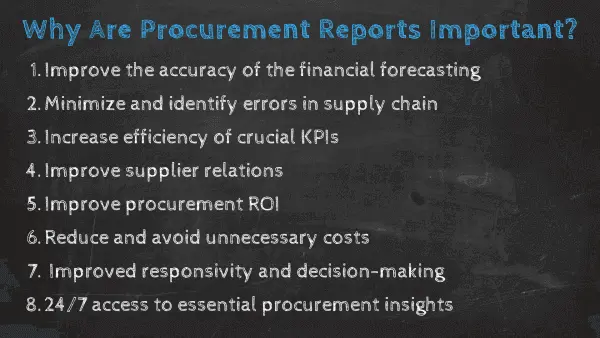 Why Are Procurement Reports Important?
1. Improve the accuracy of the financial forecasting
2. Minimize and identify errors in supply chain
3. Increase efficiency of crucial KPIs
4. Improve supplier relations
5. Improve procurement ROI
6. Reduce and avoid unnecessary costs
7. Improved responsivity and decision-making
8. 24/7 access to essential procurement insights